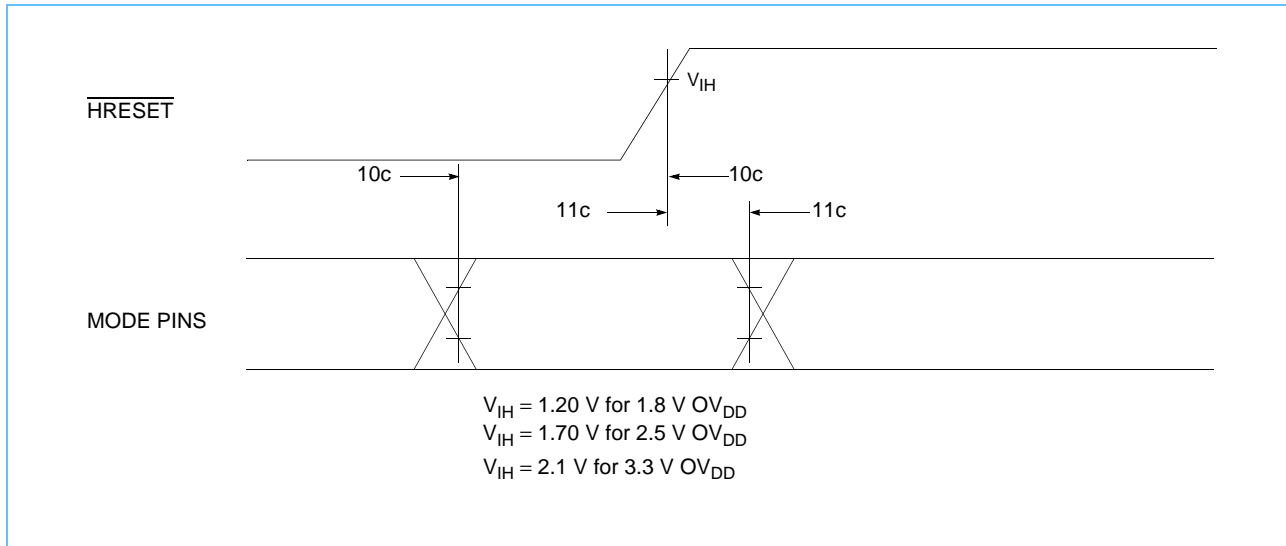 V_IH
HRESET
10c
10c
11c
11c
MODE PINS
V_IH = 1.20 V for 1.8 V OV_DD
V_IH = 1.70 V for 2.5 V OV_DD
V_IH = 2.1 V for 3.3 V OV_DD